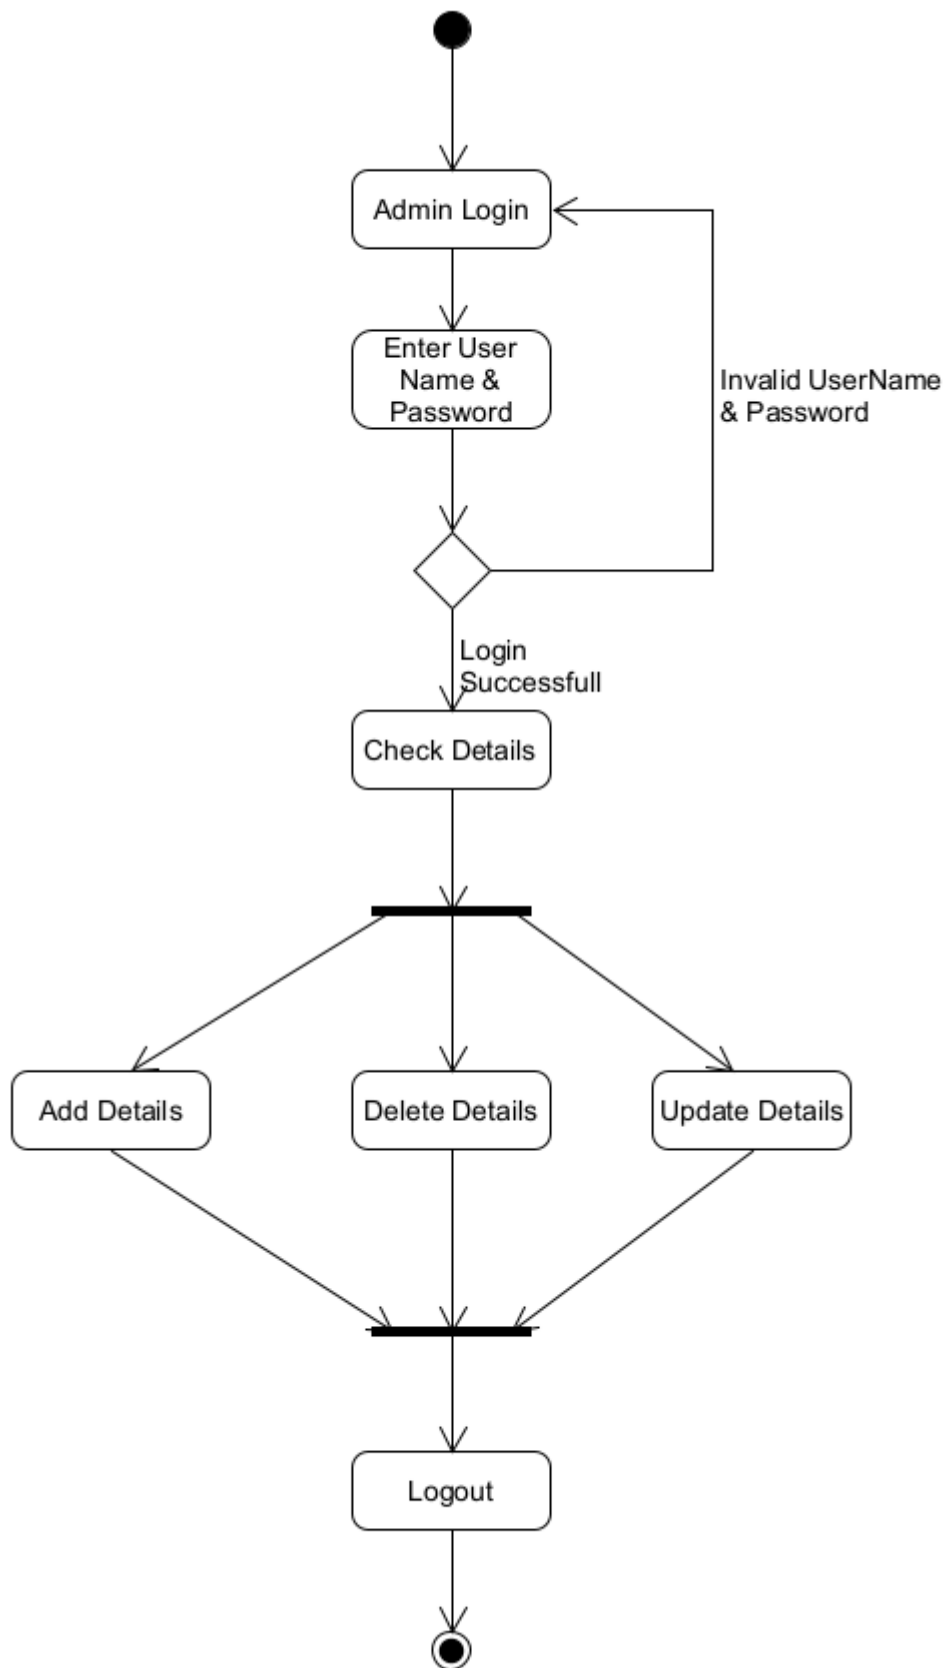 Admin Login
Enter User
Name &
Password
Invalid UserName
& Password
Login
Successfull
Check Details
Add Details
Delete Details
Update Details
Logout